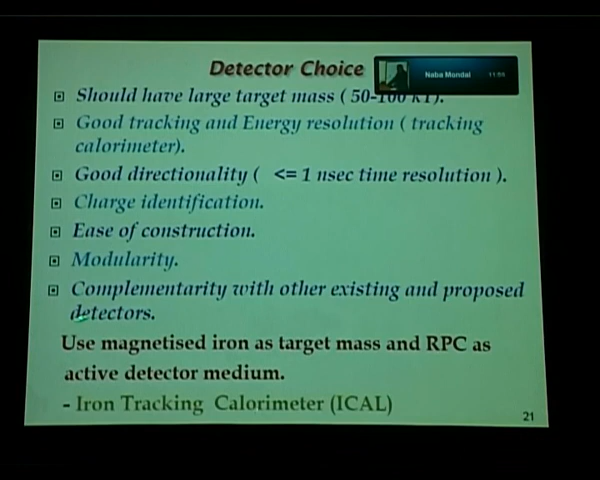 Detector Choice
Naba Mondal 11:55
Should have large target mass ( 50-100 kT).
Good tracking and Energy resolution ( tracking
calorimeter).
Good directionality ( <= 1 nsec time resolution ).
Charge identification.
Ease of construction.
Modularity.
Complementarity with other existing and proposed
detectors.
Use magnetised iron as target mass and RPC as
active detector medium.
- Iron Tracking Calorimeter (ICAL)
21